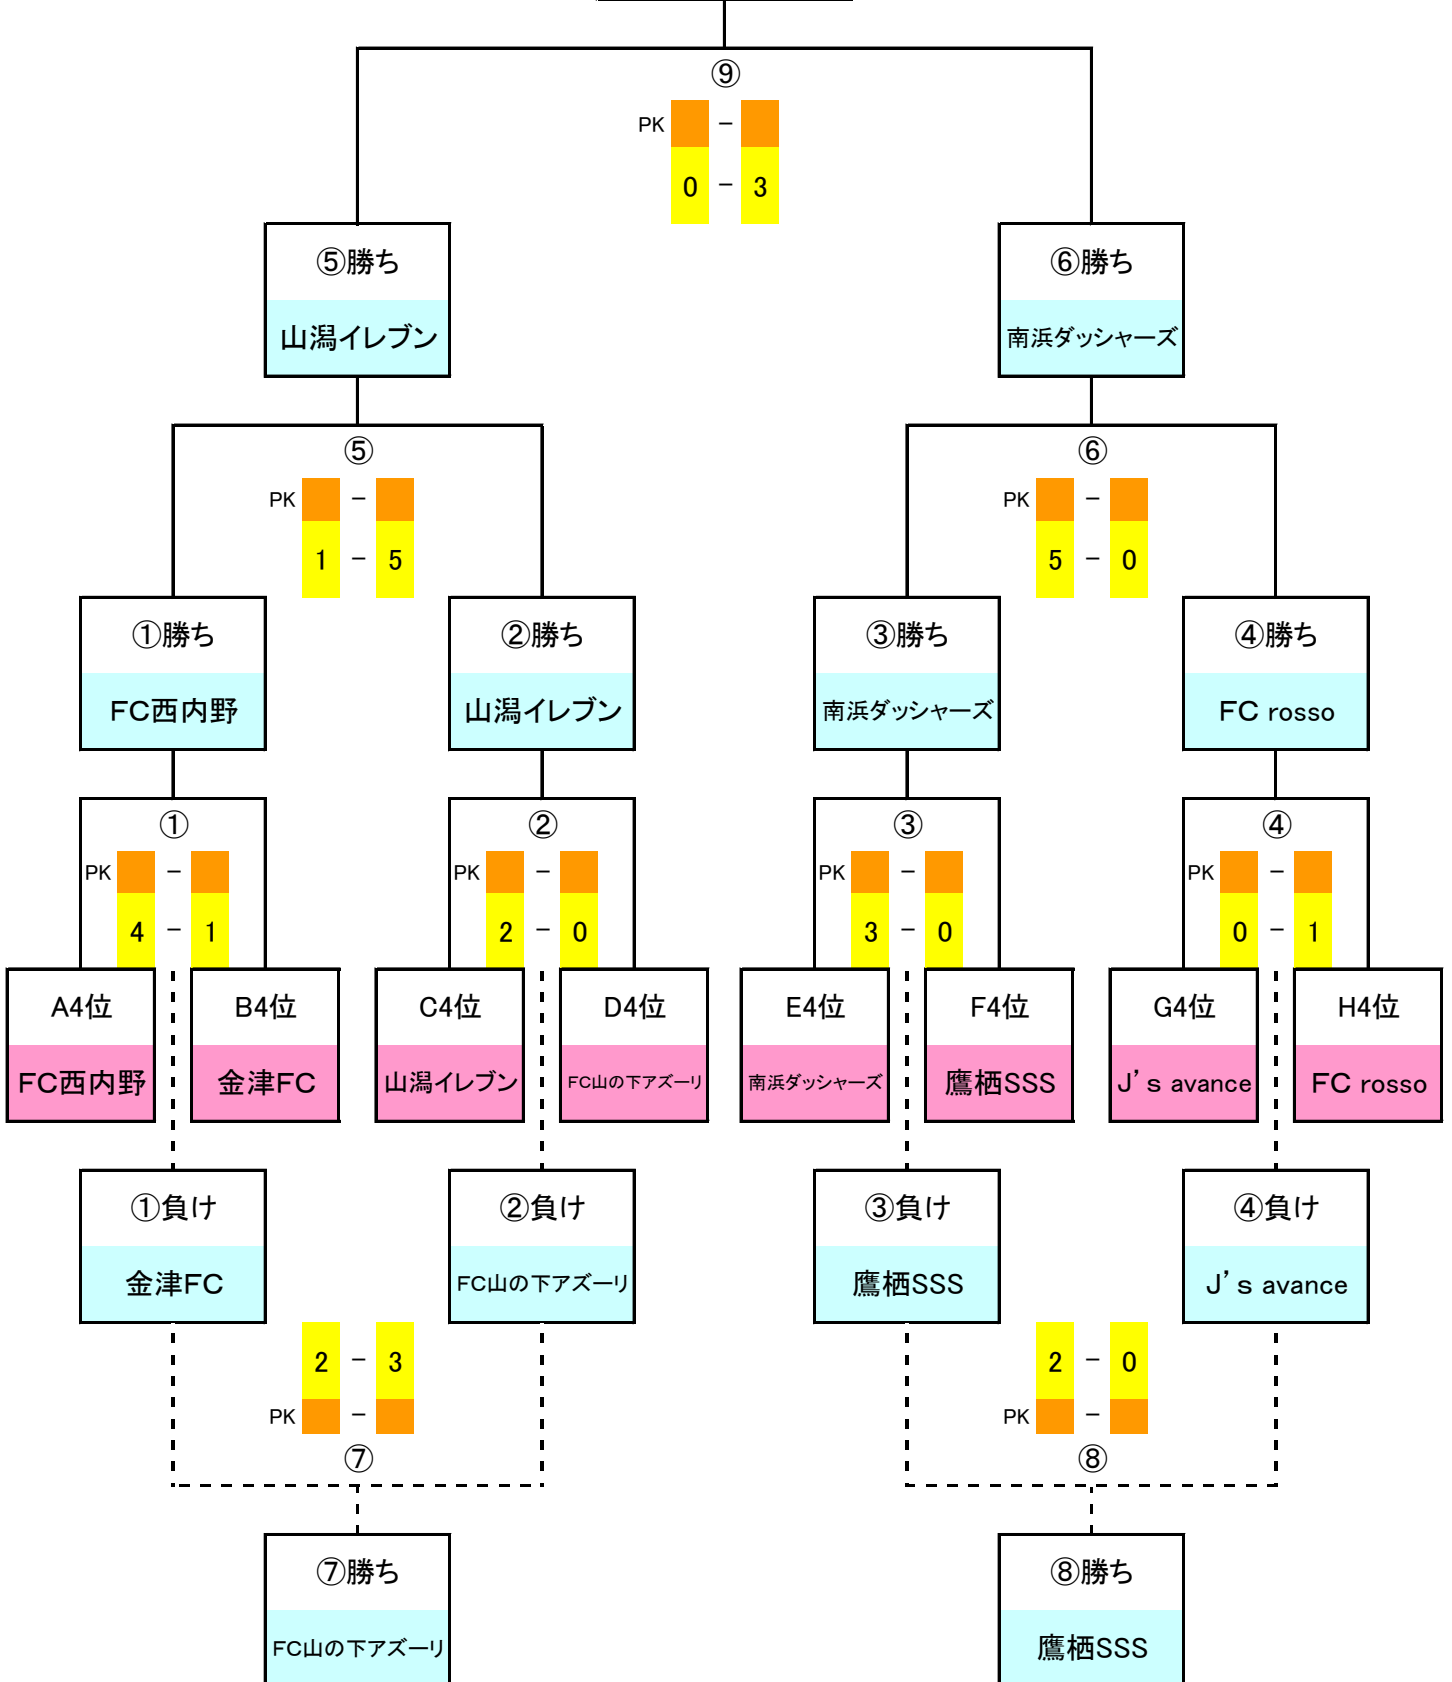 ⑨
PK - 
0 - 3
⑤勝ち ⑥勝ち
山潟イレブン 南浜ダッシャーズ
⑤ ⑥
PK - PK -
1 - 5 5 - 0
①勝ち ②勝ち ③勝ち ④勝ち
FC西内野 山潟イレブン 南浜ダッシャーズ FC rosso
① ② ③ ④
PK - PK - PK - PK -
4 - 1 2 - 0 3 - 0 0 - 1
A4位 B4位 C4位 D4位 E4位 F4位 G4位 H4位
FC西内野 金津FC 山潟イレブン FC山の下アズーリ 南浜ダッシャーズ 鷹栖SSS J's avance FC rosso
①負け ②負け ③負け ④負け
金津FC FC山の下アズーリ 鷹栖SSS J's avance
2 - 3 2 - 0
PK - PK -
⑦ ⑧
⑦勝ち ⑧勝ち
FC山の下アズーリ 鷹栖SSS